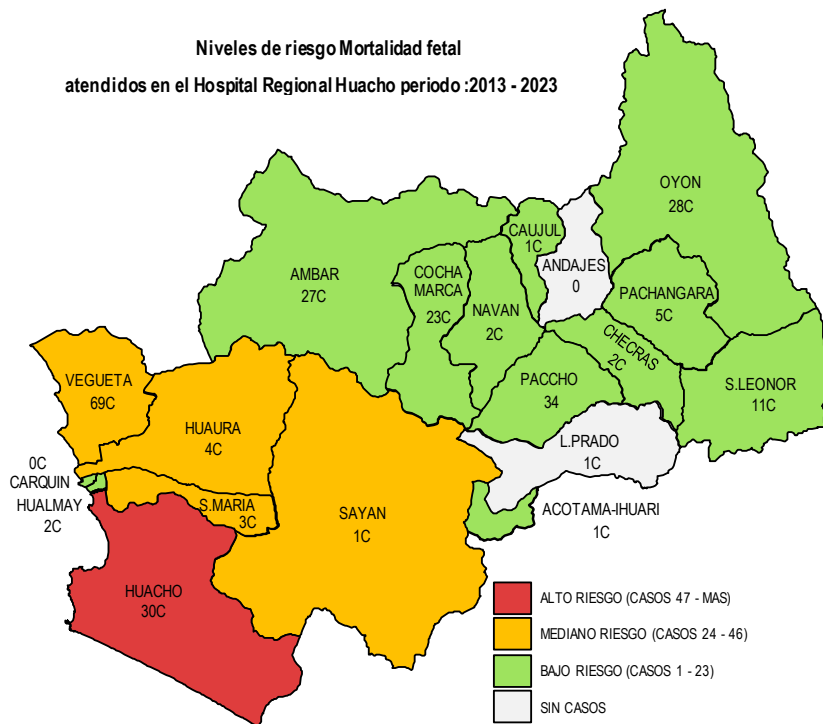 Niveles de riesgo Mortalidad fetal
atendidos en el Hospital Regional Huacho periodo :2013 - 2023
OYON
28C
CAUJUL
1C
ANDAJES
0
AMBAR
27C
COCHA
MARCA
23C
NAVAN
2C
PACHANGARA
5C
CHECRAS
2C
VEGUETA
69C
PACCHO
34
S.LEONOR
11C
HUAURA
4C
L.PRADO
1C
0C
CARQUIN
HUALMAY
2C
S.MARIA
3C
SAYAN
1C
ACOTAMA-IHUARI
1C
HUACHO
30C
ALTO RIESGO (CASOS 47 - MAS)
MEDIANO RIESGO (CASOS 24 - 46)
BAJO RIESGO (CASOS 1 - 23)
SIN CASOS